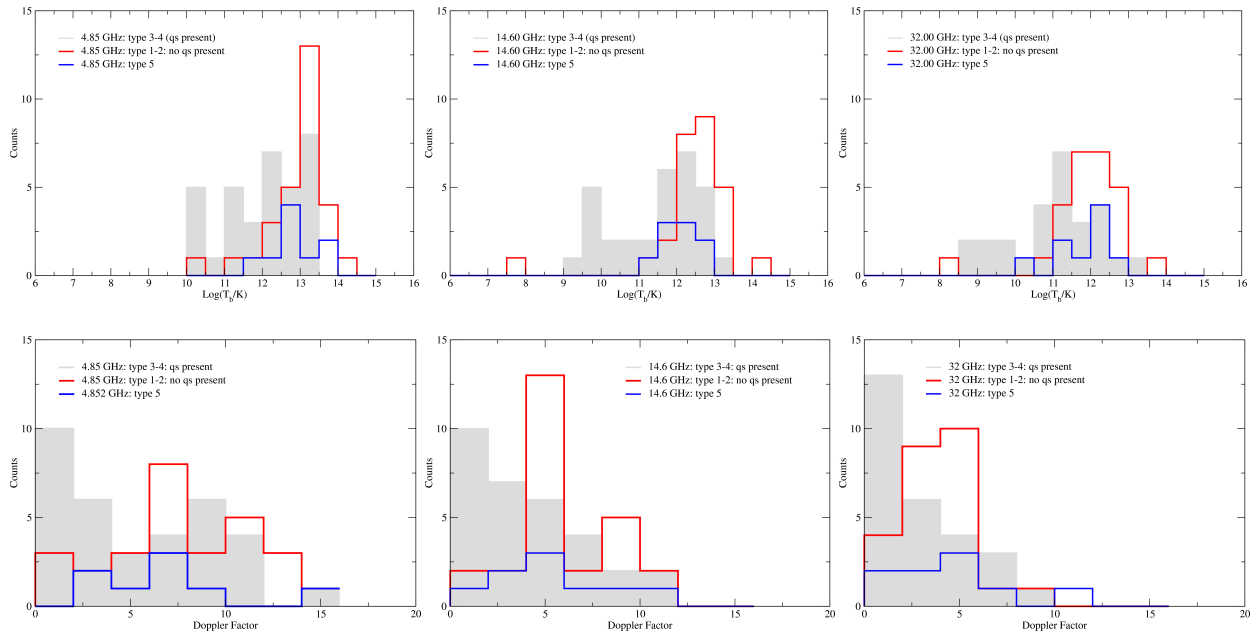 4.85 GHz: type 3-4 (qs present)
4.85 GHz: type 1-2: no qs present
4.85 GHz: type 5
Counts
0
5
10
15
6 7 8 9 10 11 12 13 14 15 16
Log(Tb/K)
14.60 GHz: type 3-4 (qs present)
14.60 GHz: type 1-2: no qs present
14.60 GHz: type 5
Counts
0
5
10
15
6 7 8 9 10 11 12 13 14 15 16
Log(Tb/K)
32.00 GHz: type 3-4 (qs present)
32.00 GHz: type 1-2: no qs present
32.00 GHz: type 5
Counts
0
5
10
15
6 7 8 9 10 11 12 13 14 15 16
Log(Tb/K)
4.85 GHz: type 3-4: qs present
4.85 GHz: type 1-2: no qs present
4.852 GHz: type 5
Counts
0
5
10
15
0 5 10 15 20
Doppler Factor
14.6 GHz: type 3-4: qs present
14.6 GHz: type 1-2: no qs present
14.6 GHz: type 5
Counts
0
5
10
15
0 5 10 15 20
Doppler Factor
32 GHz: type 3-4: qs present
32 GHz: type 1-2: no qs present
32 GHz: type 5
Counts
0
5
10
15
0 5 10 15 20
Doppler Factor